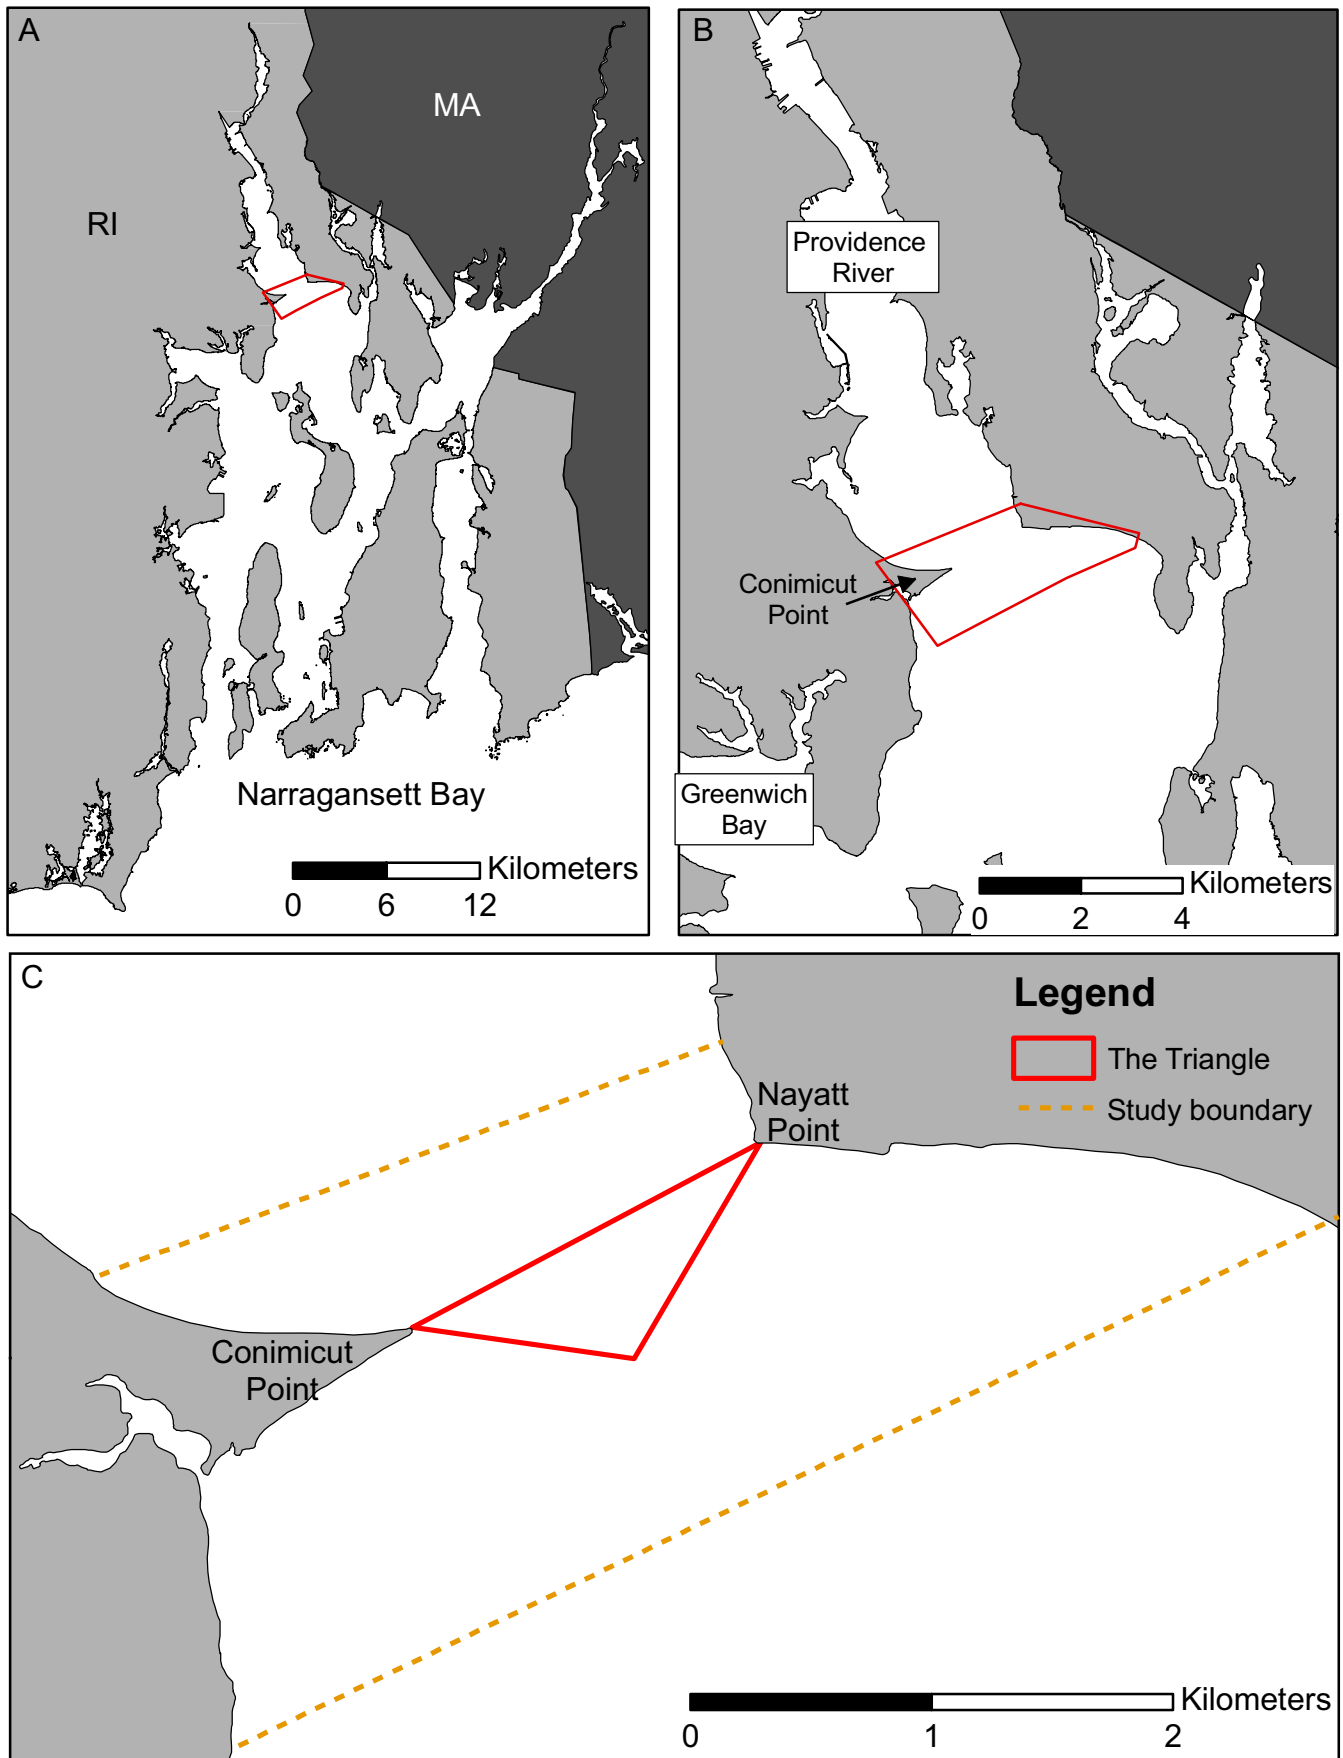 A
MA
RI
Narragansett Bay
Kilometers
0 6 12
B
Providence
River
Conimicut
Point
Greenwich
Bay
Kilometers
0 2 4
C
Legend
The Triangle
Study boundary
Nayatt
Point
Conimicut
Point
Kilometers
0 1 2